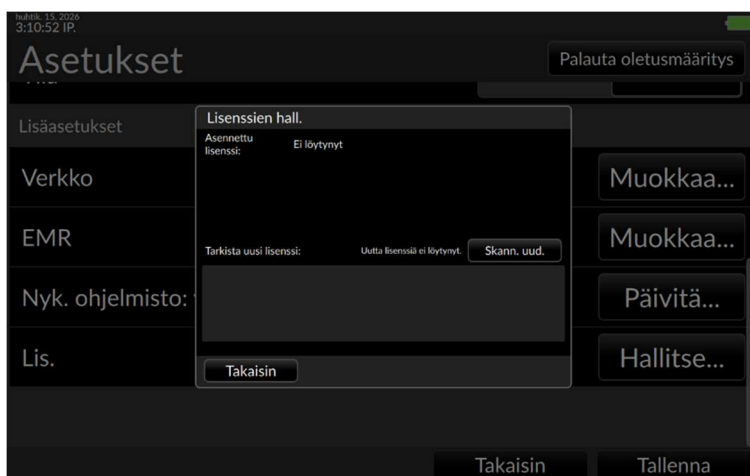 huhtik. 15, 2026
3:10:52 IP.
Asetukset
Palauta oletusmääritys
Lisäasetukset
Lisenssien hall.
Asennettu
lisenssi:
Ei löytynyt
Verkko
Muokkaa...
EMR
Muokkaa...
Tarkista uusi lisenssi:
Uutta lisenssiä ei löytynyt.
Skann. uud.
Nyk. ohjelmisto:
Päivitä...
Lis.
Hallitse...
Takaisin
Takaisin
Tallenna